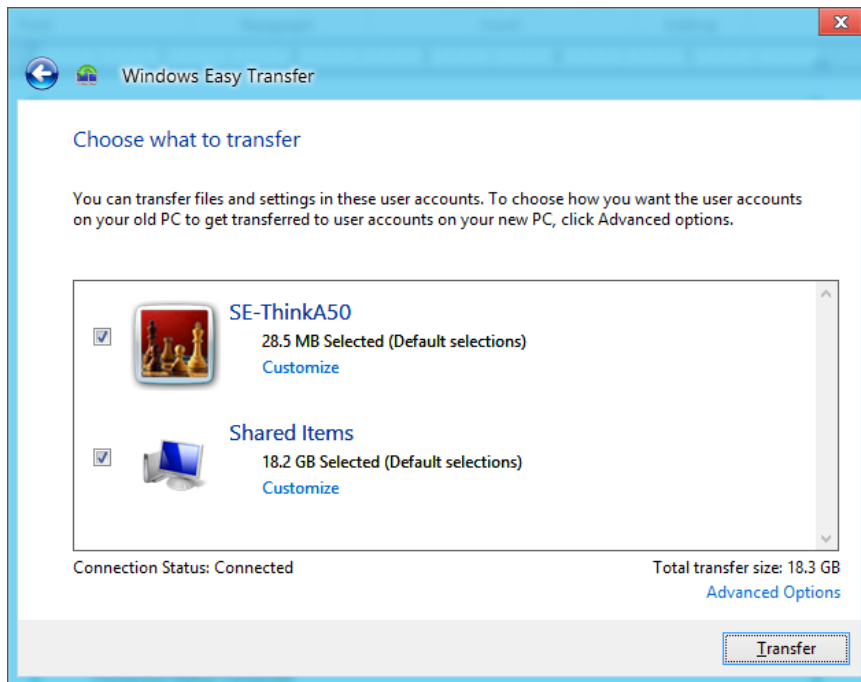 Windows Easy Transfer
Choose what to transfer
You can transfer files and settings in these user accounts. To choose how you want the user accounts
on your old PC to get transferred to user accounts on your new PC, click Advanced options.
SE-ThinkA50
28.5 MB Selected (Default selections)
Customize
Shared Items
18.2 GB Selected (Default selections)
Customize
Connection Status: Connected
Total transfer size: 18.3 GB
Advanced Options
Transfer